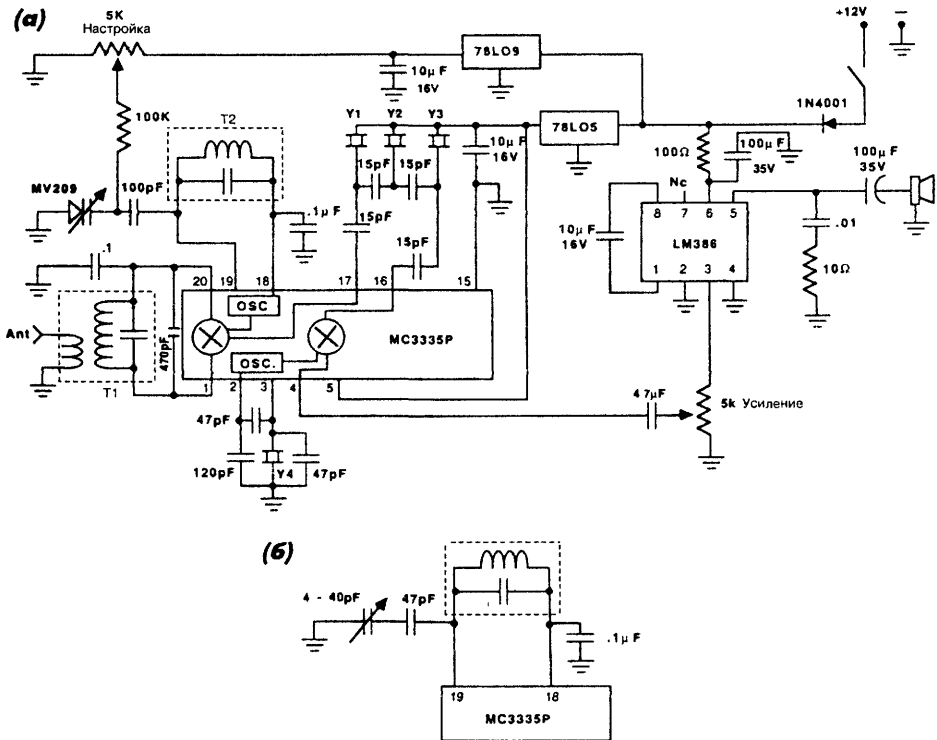 (а)
5K
Настройка
+12V
–
78LO9
10μF
16V
100K
T2
Y1 Y2 Y3
78LO5
1N4001
100Ω
100μF
35V
100μF
35V
15pF 15pF
10μF
16V
MV209
100pF
.1μF
15pF
15pF
Nc
8 7 6 5
LM386
1 2 3 4
10μF
16V
.01
10Ω
.1
20 19 18 17 16 15
OSC
MC3335P
OSC.
Ant
470pF
T1
1 2 3 4 5
47μF
5k Усиление
47pF
120pF
Y4
47pF
(б)
4 - 40pF
47pF
.1μF
19 18
MC3335P